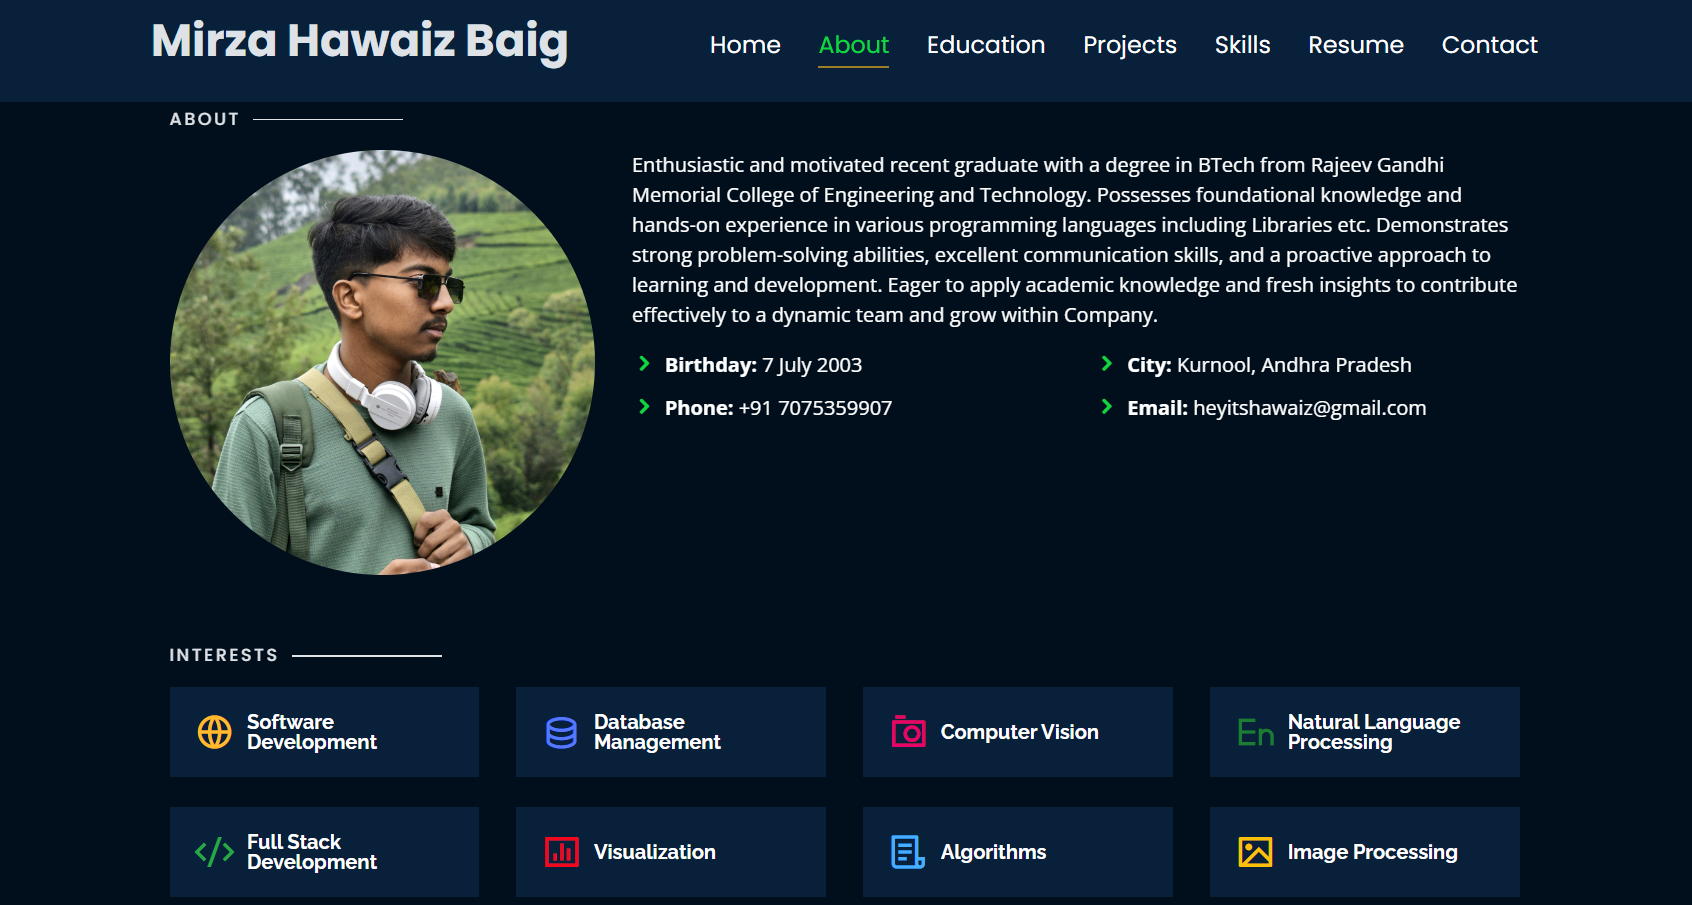 Mirza Hawaiz Baig
Home About Education Projects Skills Resume Contact
ABOUT
Enthusiastic and motivated recent graduate with a degree in BTech from Rajeev Gandhi
Memorial College of Engineering and Technology. Possesses foundational knowledge and
hands-on experience in various programming languages including Libraries etc. Demonstrates
strong problem-solving abilities, excellent communication skills, and a proactive approach to
learning and development. Eager to apply academic knowledge and fresh insights to contribute
effectively to a dynamic team and grow within Company.
Birthday: 7 July 2003
City: Kurnool, Andhra Pradesh
Phone: +91 7075359907
Email: heyitshawaiz@gmail.com
INTERESTS
Software
Development
Database
Management
Computer Vision
En
Natural Language
Processing
Full Stack
Development
Visualization
Algorithms
Image Processing